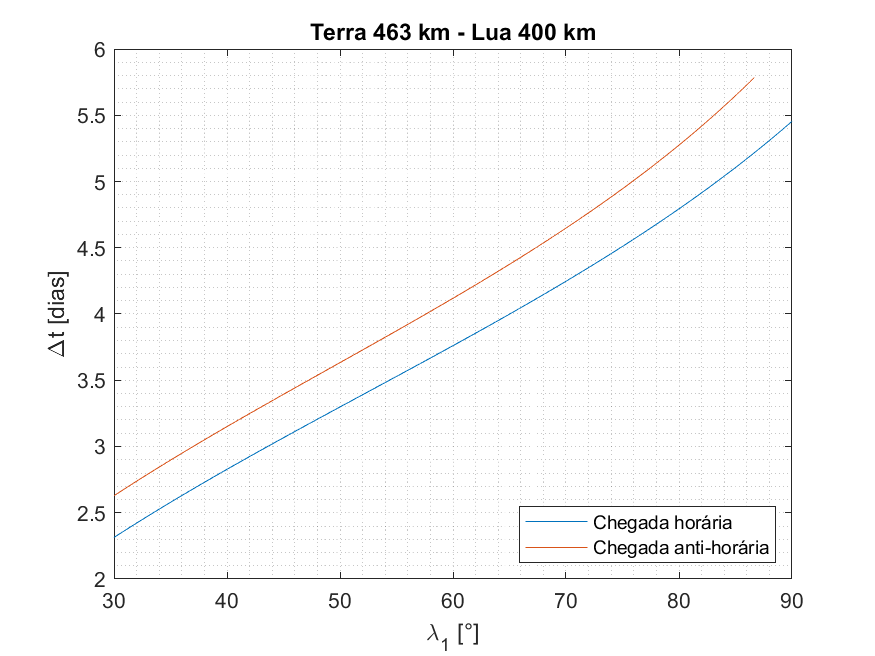 Terra 463 km - Lua 400 km
6
5.5
5
4.5
4
3.5
3
2.5
2
Δt [dias]
30 40 50 60 70 80 90
λ1 [°]
Chegada horária
Chegada anti-horária